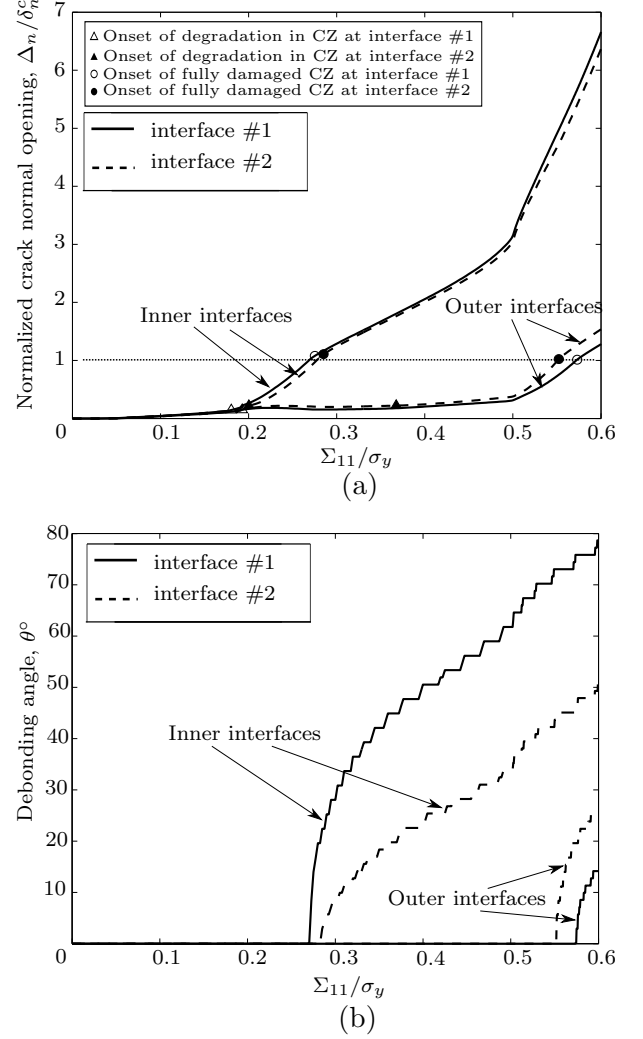 Normalized crack normal opening, Δₙ/δₙᶜ
7
6
5
4
3
2
1
0
△ Onset of degradation in CZ at interface #1
▲ Onset of degradation in CZ at interface #2
○ Onset of fully damaged CZ at interface #1
● Onset of fully damaged CZ at interface #2
interface #1
interface #2
Inner interfaces
Outer interfaces
0 0.1 0.2 0.3 0.4 0.5 0.6
Σ₁₁/σᵧ
(a)
Debonding angle, θ°
80
70
60
50
40
30
20
10
0
interface #1
interface #2
Inner interfaces
Outer interfaces
0 0.1 0.2 0.3 0.4 0.5 0.6
Σ₁₁/σᵧ
(b)